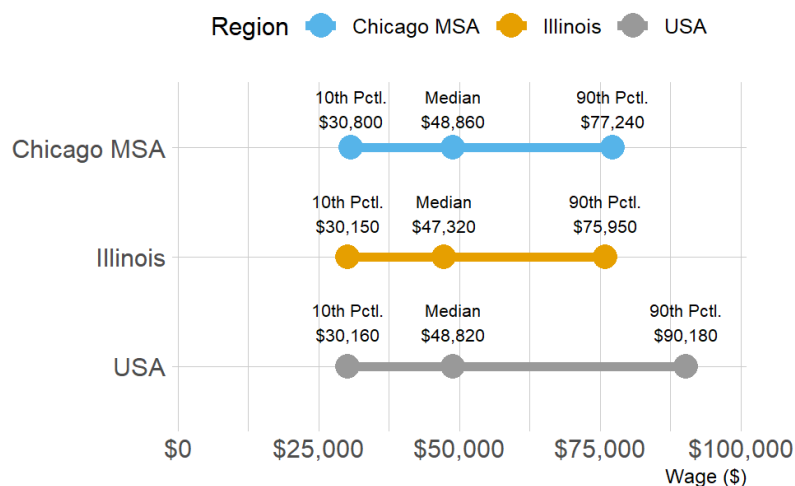 Region Chicago MSA Illinois USA
10th Pctl. Median 90th Pctl.
$30,800 $48,860 $77,240
Chicago MSA
10th Pctl. Median 90th Pctl.
$30,150 $47,320 $75,950
Illinois
10th Pctl. Median 90th Pctl.
$30,160 $48,820 $90,180
USA
$0 $25,000 $50,000 $75,000 $100,000
Wage ($)